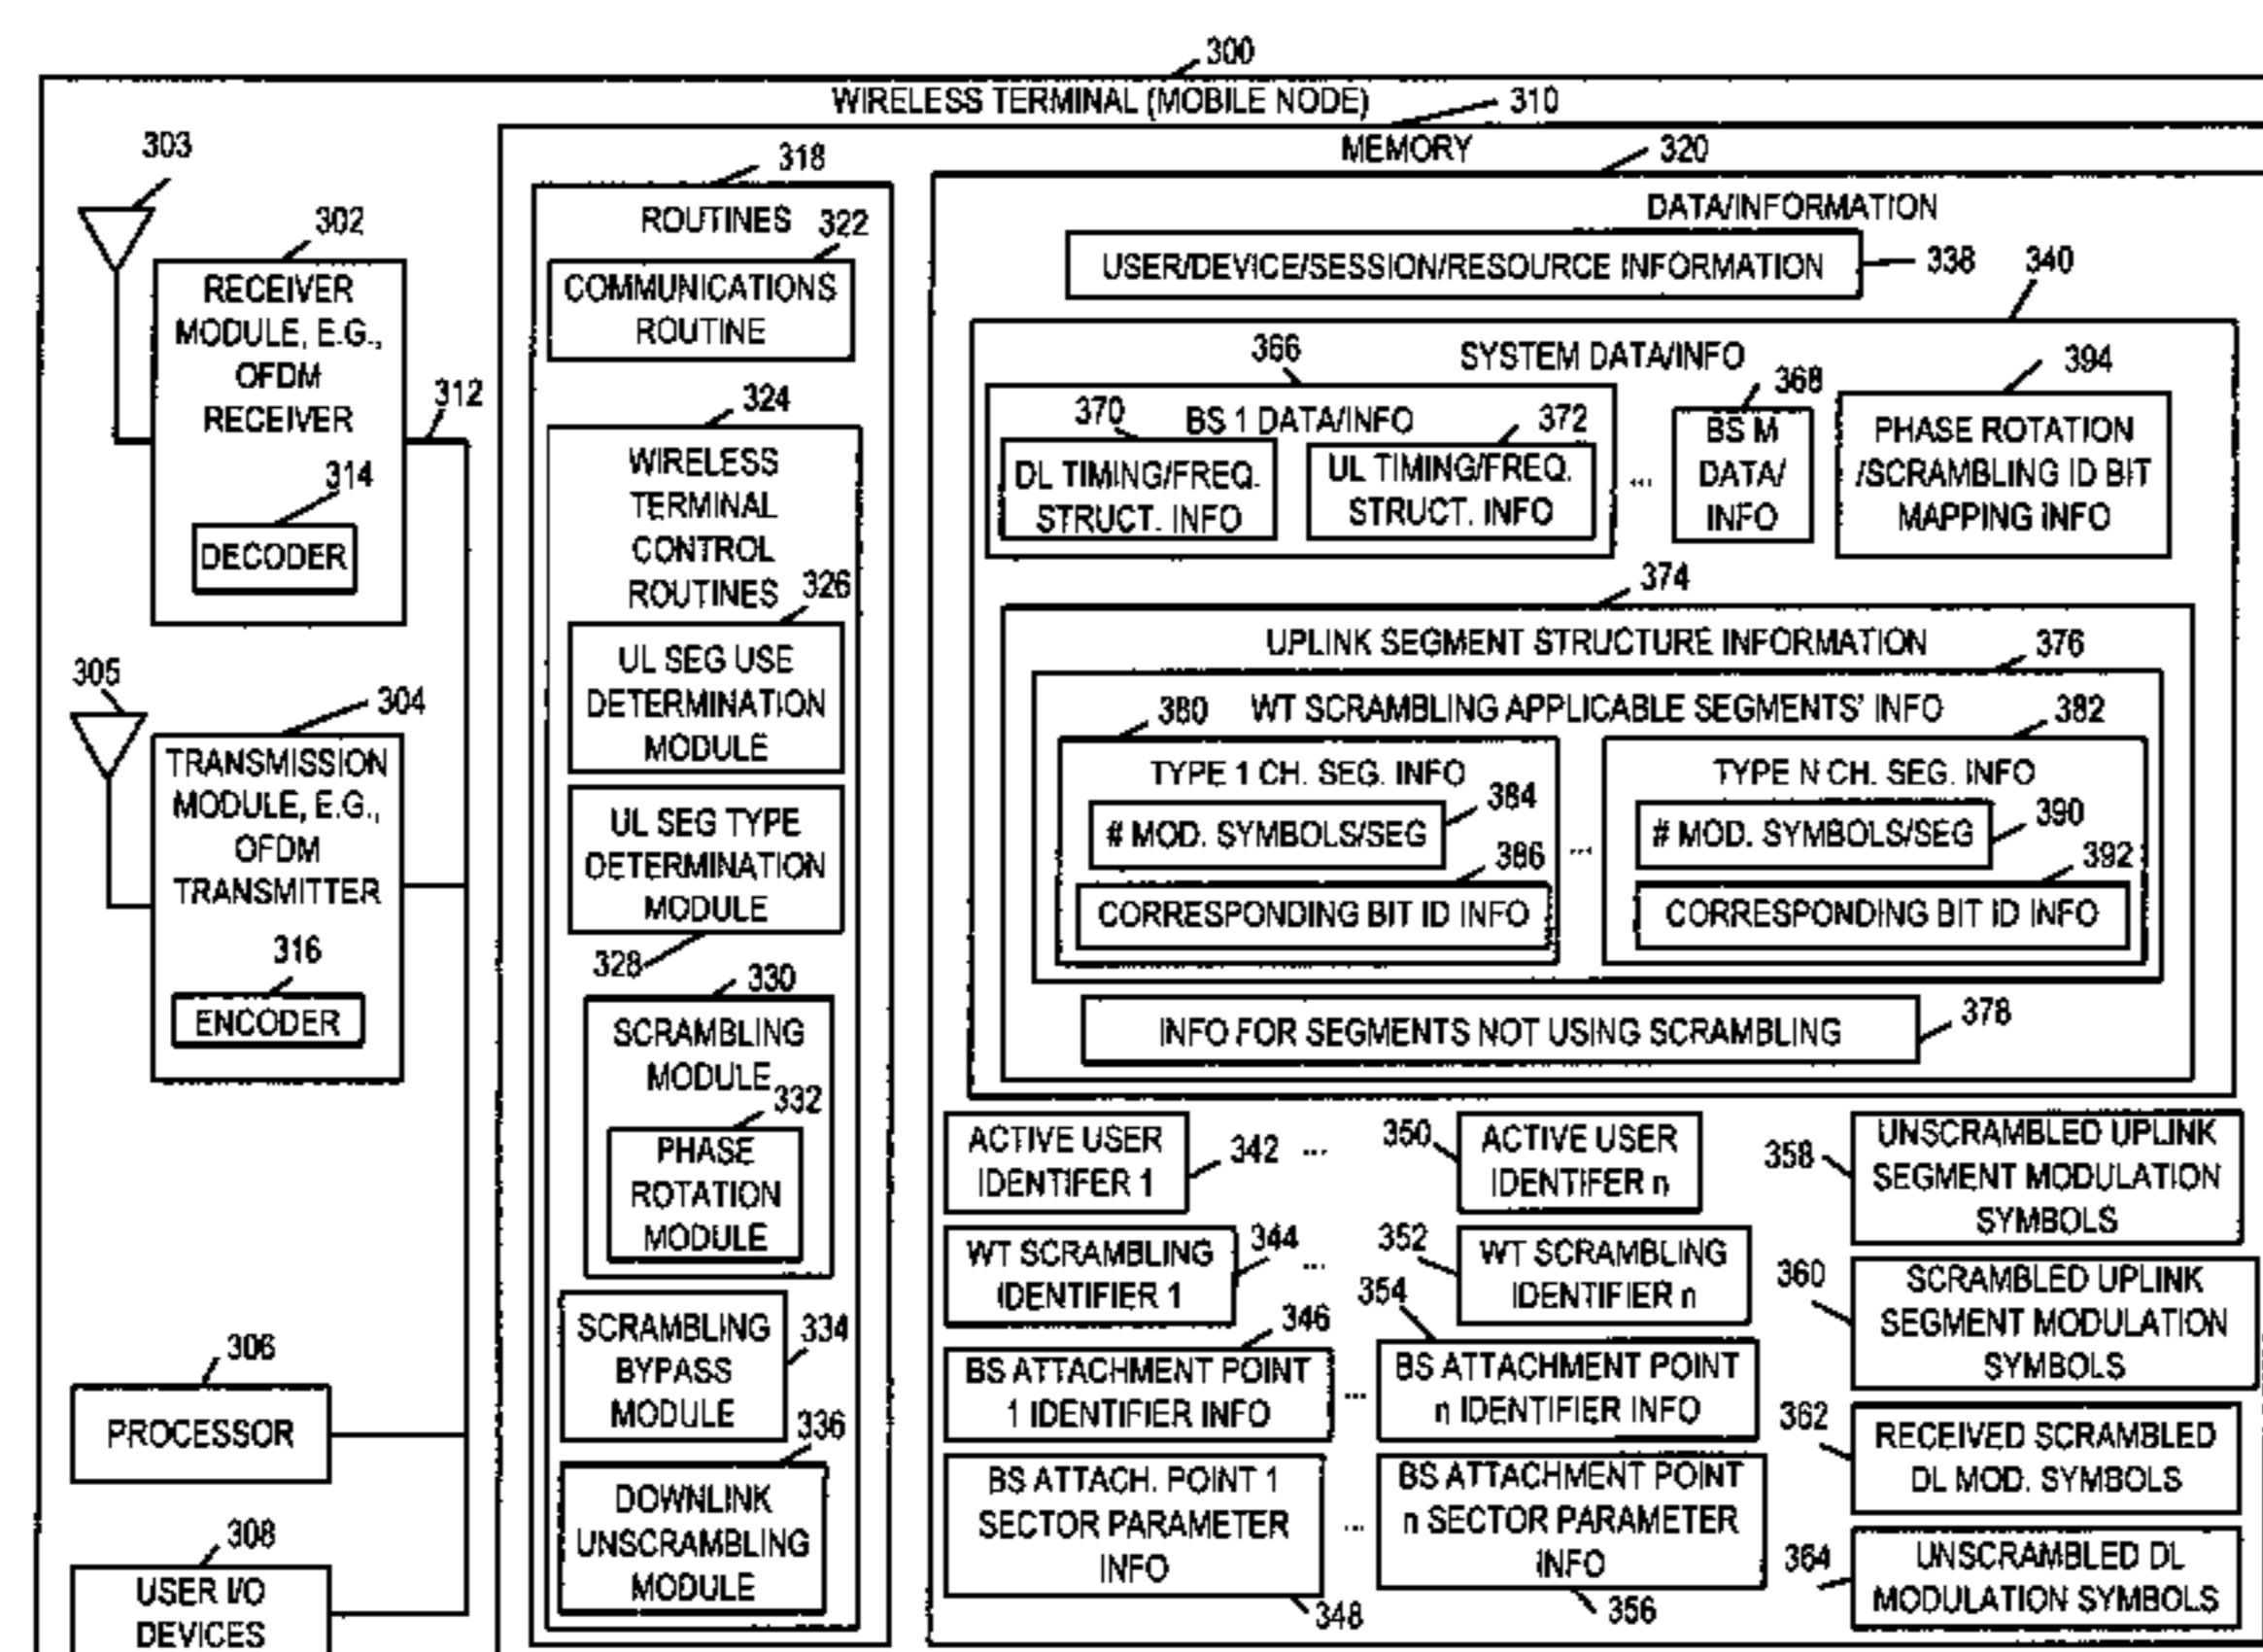 300
WIRELESS TERMINAL (MOBILE NODE)
310
MEMORY
303
302
RECEIVER
MODULE, E.G.,
OFDM
RECEIVER
312
314
DECODER
305
304
TRANSMISSION
MODULE, E.G.,
OFDM
TRANSMITTER
316
ENCODER
306
PROCESSOR
308
USER I/O
DEVICES
318
ROUTINES
322
COMMUNICATIONS
ROUTINE
324
WIRELESS
TERMINAL
CONTROL
ROUTINES
326
UL SEG USE
DETERMINATION
MODULE
UL SEG TYPE
DETERMINATION
MODULE
328
330
SCRAMBLING
MODULE
332
PHASE
ROTATION
MODULE
SCRAMBLING
BYPASS
MODULE
334
336
DOWNLINK
UNSCRAMBLING
MODULE
320
DATA/INFORMATION
USER/DEVICE/SESSION/RESOURCE INFORMATION
338
340
SYSTEM DATA/INFO
366
BS 1 DATA/INFO
370
DL TIMING/FREQ.
STRUCT. INFO
372
UL TIMING/FREQ.
STRUCT. INFO
...
368
BS M
DATA/
INFO
394
PHASE ROTATION
/SCRAMBLING ID BIT
MAPPING INFO
374
UPLINK SEGMENT STRUCTURE INFORMATION
376
WT SCRAMBLING APPLICABLE SEGMENTS' INFO
380
TYPE 1 CH. SEG. INFO
384
# MOD. SYMBOLS/SEG
386
CORRESPONDING BIT ID INFO
...
382
TYPE N CH. SEG. INFO
# MOD. SYMBOLS/SEG
390
392
CORRESPONDING BIT ID INFO
INFO FOR SEGMENTS NOT USING SCRAMBLING
378
ACTIVE USER
IDENTIFER 1
342
...
350
ACTIVE USER
IDENTIFER n
358
UNSCRAMBLED UPLINK
SEGMENT MODULATION
SYMBOLS
WT SCRAMBLING
IDENTIFIER 1
344
...
352
WT SCRAMBLING
IDENTIFIER n
360
SCRAMBLED UPLINK
SEGMENT MODULATION
SYMBOLS
346
BS ATTACHMENT POINT
1 IDENTIFIER INFO
...
354
BS ATTACHMENT POINT
n IDENTIFIER INFO
362
RECEIVED SCRAMBLED
DL MOD. SYMBOLS
BS ATTACH. POINT 1
SECTOR PARAMETER
INFO
348
...
BS ATTACHMENT POINT
n SECTOR PARAMETER
INFO
356
364
UNSCRAMBLED DL
MODULATION SYMBOLS